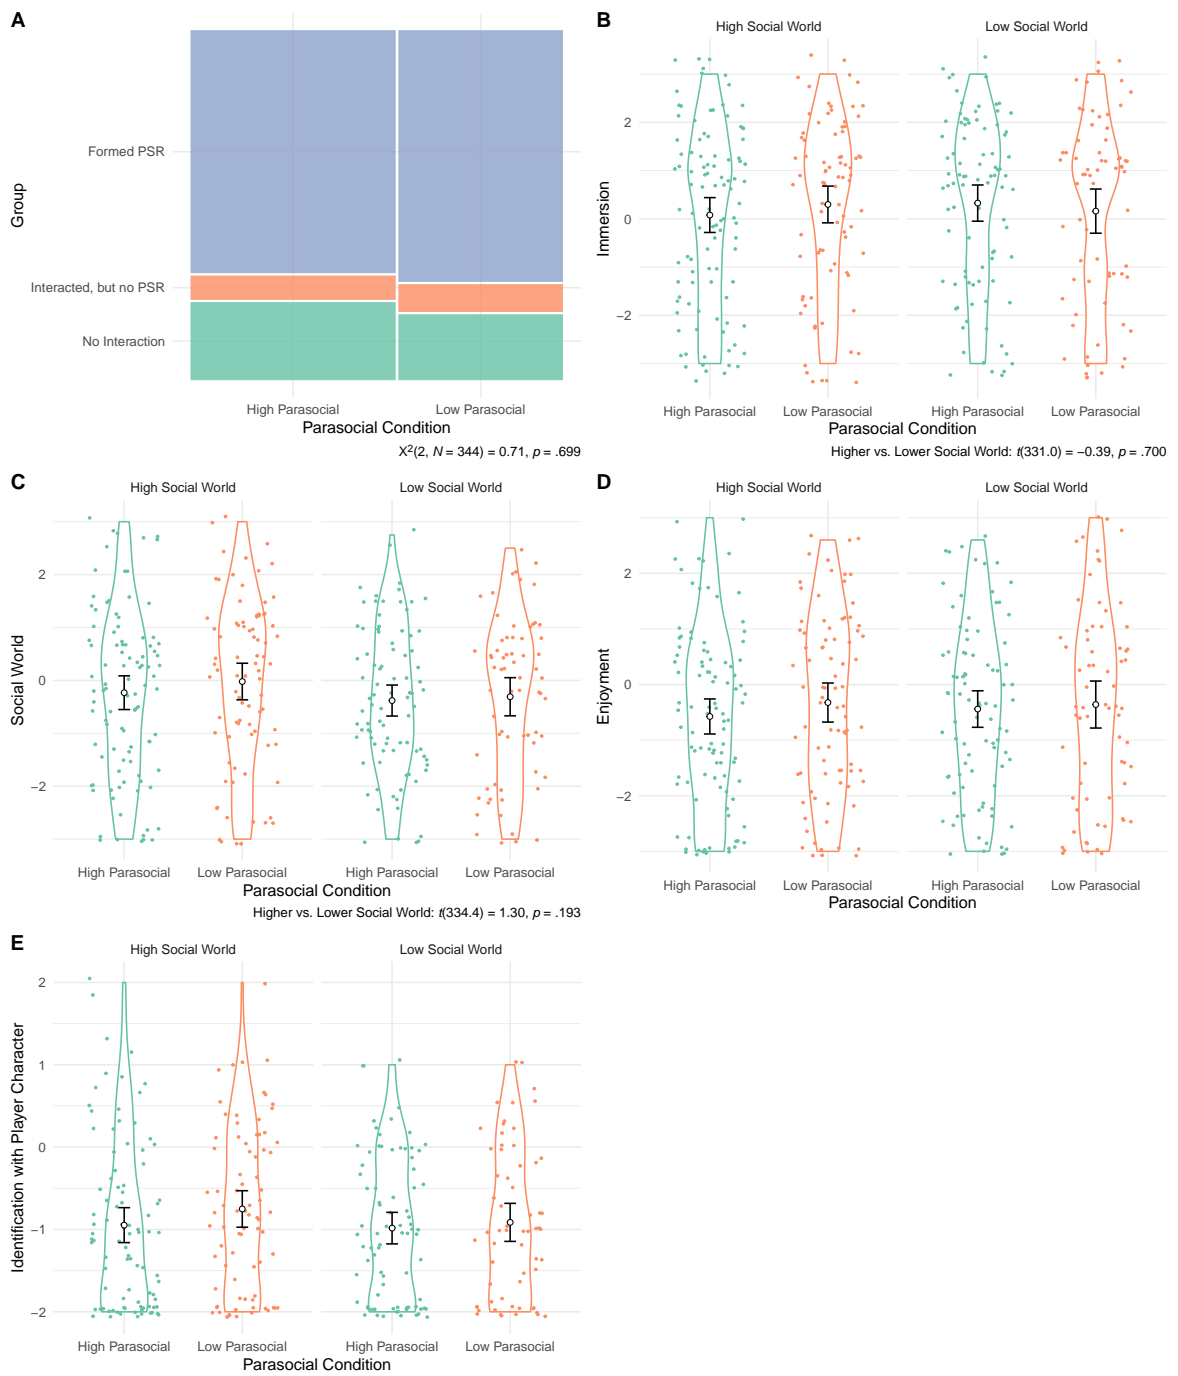 A
Group
Formed PSR
Interacted, but no PSR
No Interaction
High Parasocial
Low Parasocial
Parasocial Condition
X²(2, N = 344) = 0.71, p = .699
B
High Social World
Low Social World
Immersion
2
0
−2
High Parasocial
Low Parasocial
High Parasocial
Low Parasocial
Parasocial Condition
Higher vs. Lower Social World: t(331.0) = −0.39, p = .700
C
High Social World
Low Social World
Social World
2
0
−2
High Parasocial
Low Parasocial
High Parasocial
Low Parasocial
Parasocial Condition
Higher vs. Lower Social World: t(334.4) = 1.30, p = .193
D
High Social World
Low Social World
Enjoyment
2
0
−2
High Parasocial
Low Parasocial
High Parasocial
Low Parasocial
Parasocial Condition
E
High Social World
Low Social World
Identification with Player Character
2
1
0
−1
−2
High Parasocial
Low Parasocial
High Parasocial
Low Parasocial
Parasocial Condition